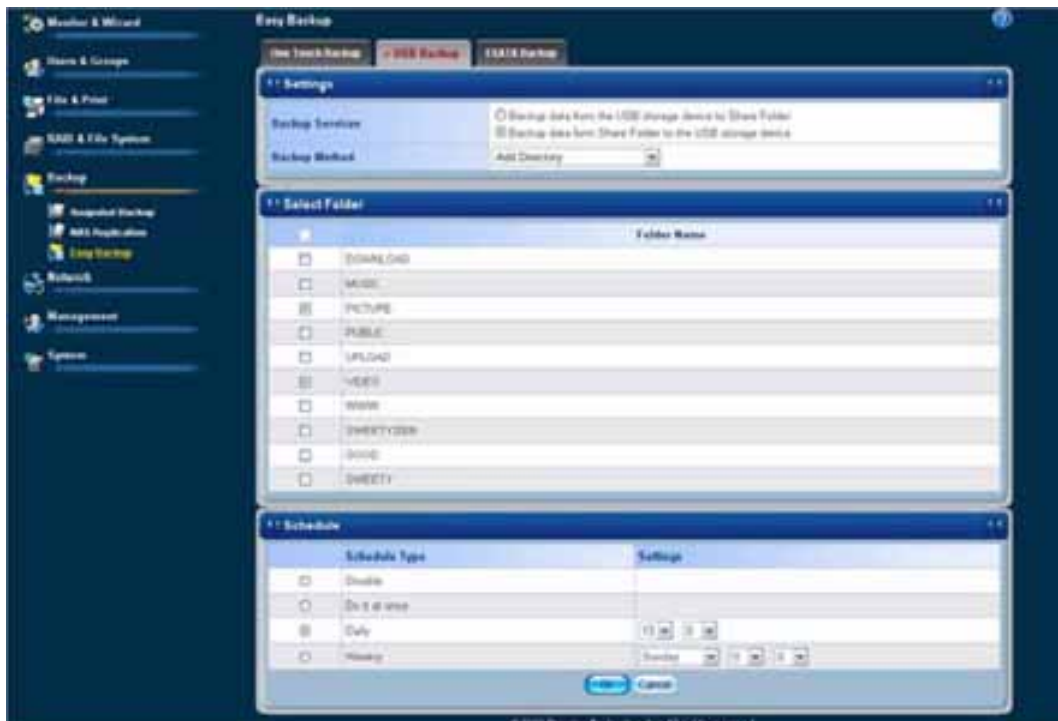 Monitor & Wizard
Users & Groups
File & Print
RAID & File System
Backup
Snapshot Backup
NAS Replication
Easy Backup
Network
Management
System
Easy Backup
One Touch Backup
USB Backup
ESATA Backup
Settings
Backup Services
Backup data from the USB storage device to Share Folder
Backup data form Share Folder to the USB storage device
Backup Method
Add Directory
Select Folder
Folder Name
DOWNLOAD
MUSIC
PICTURE
PUBLIC
UPLOAD
VIDEO
WWW
GOOD
SWEETY
Schedule
Schedule Type
Settings
Disable
Do it at once
Daily
Weekly
Sunday
Cancel